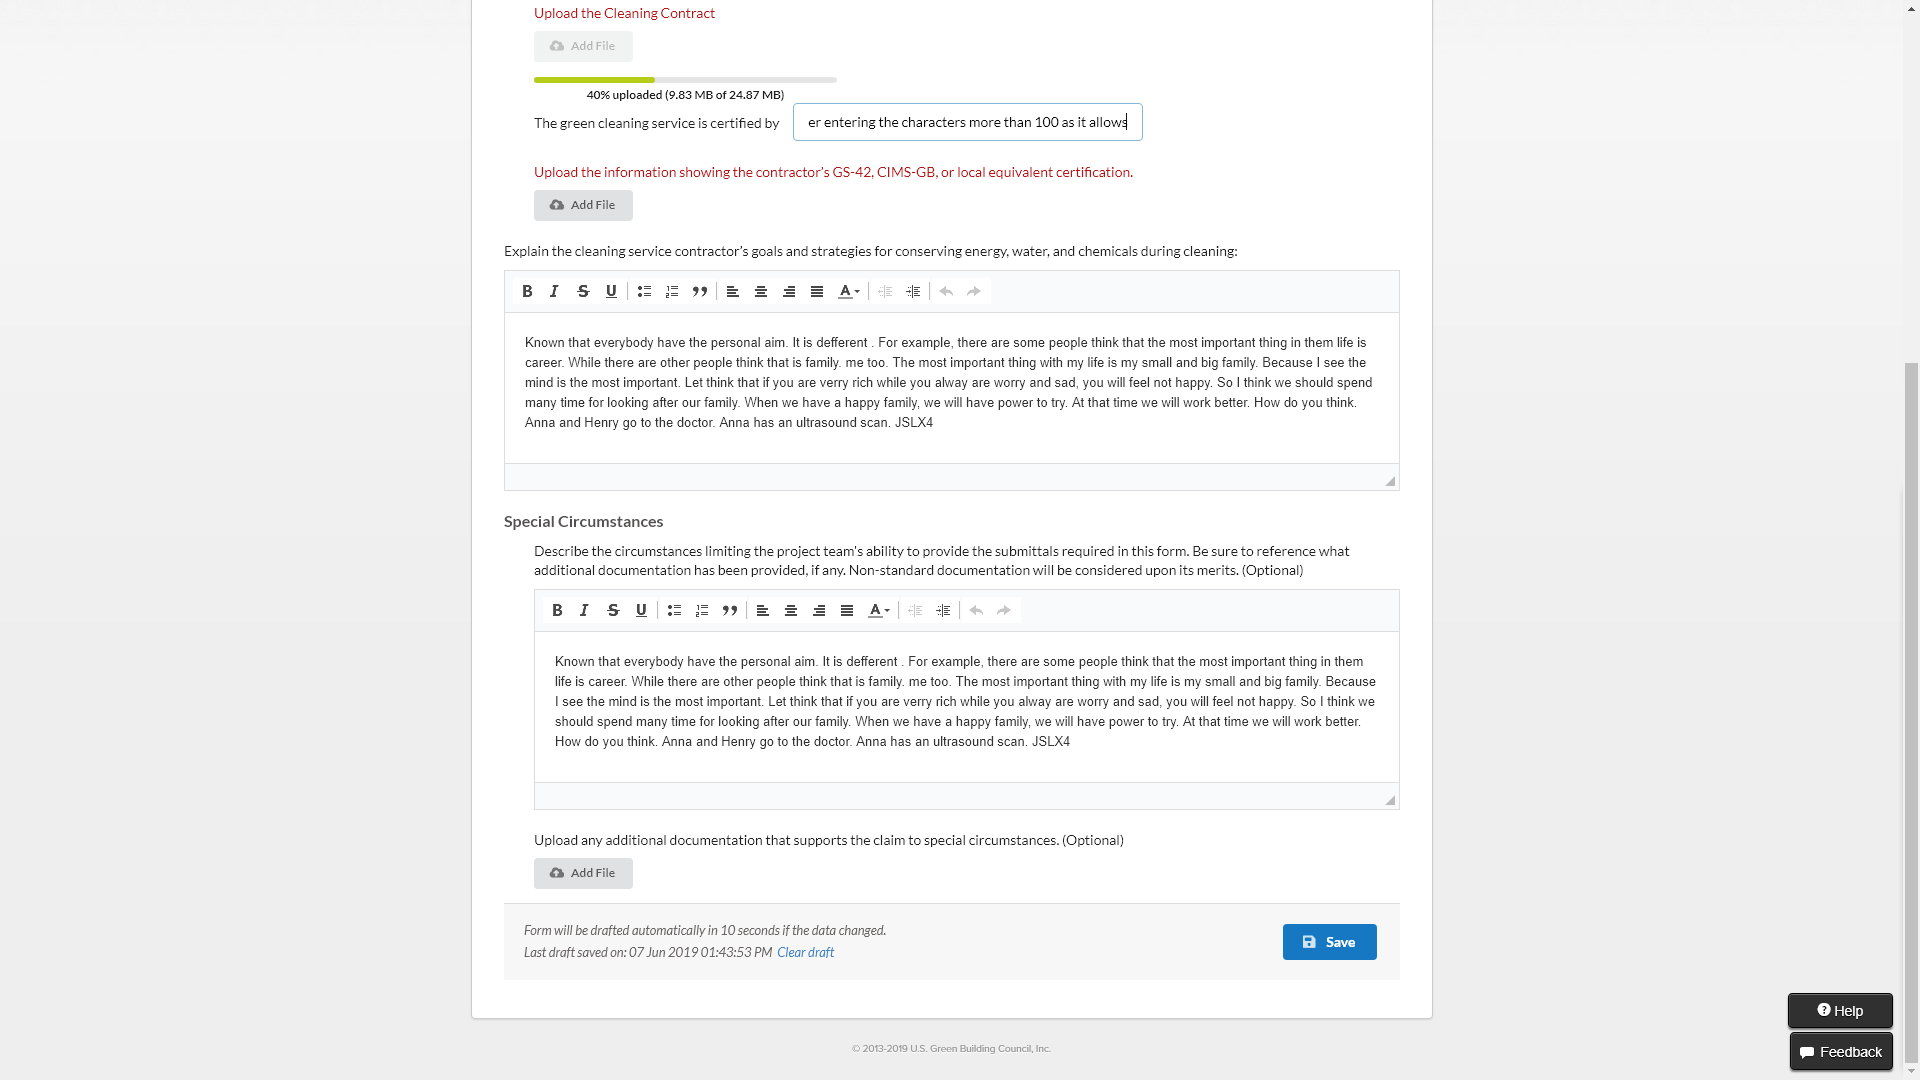 Upload the Cleaning Contract
Add File
40% uploaded (9.83 MB of 24.87 MB)
The green cleaning service is certified by er entering the characters more than 100 as it allows
Upload the information showing the contractor's GS-42, CIMS-GB, or local equivalent certification.
Add File
Explain the cleaning service contractor's goals and strategies for conserving energy, water, and chemicals during cleaning:
B I S U A
Known that everybody have the personal aim. It is defferent . For example, there are some people think that the most important thing in them life is
career. While there are other people think that is family. me too. The most important thing with my life is my small and big family. Because I see the
mind is the most important. Let think that if you are verry rich while you alway are worry and sad, you will feel not happy. So I think we should spend
many time for looking after our family. When we have a happy family, we will have power to try. At that time we will work better. How do you think.
Anna and Henry go to the doctor. Anna has an ultrasound scan. JSLX4
Special Circumstances
Describe the circumstances limiting the project team's ability to provide the submittals required in this form. Be sure to reference what
additional documentation has been provided, if any. Non-standard documentation will be considered upon its merits. (Optional)
B I S U A
Known that everybody have the personal aim. It is defferent . For example, there are some people think that the most important thing in them
life is career. While there are other people think that is family. me too. The most important thing with my life is my small and big family. Because
I see the mind is the most important. Let think that if you are verry rich while you alway are worry and sad, you will feel not happy. So I think we
should spend many time for looking after our family. When we have a happy family, we will have power to try. At that time we will work better.
How do you think. Anna and Henry go to the doctor. Anna has an ultrasound scan. JSLX4
Upload any additional documentation that supports the claim to special circumstances. (Optional)
Add File
Form will be drafted automatically in 10 seconds if the data changed.
Last draft saved on: 07 Jun 2019 01:43:53 PM Clear draft
Save
Help
© 2013-2019 U.S. Green Building Council, Inc.
Feedback